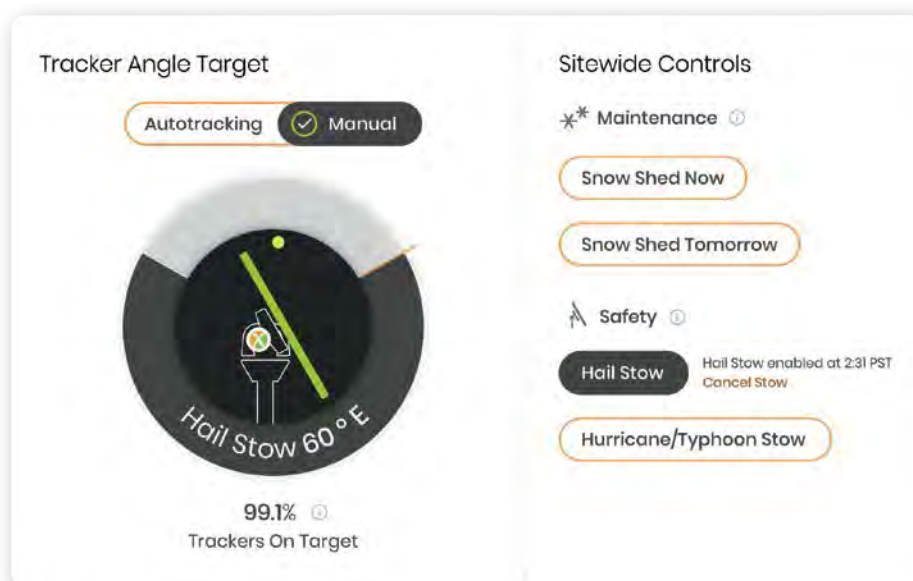 Tracker Angle Target
Autotracking
Manual
Hail Stow 60° E
99.1%
Trackers On Target
Sitewide Controls
Maintenance
Snow Shed Now
Snow Shed Tomorrow
Safety
Hail Stow
Hail Stow enabled at 2:31 PST
Cancel Stow
Hurricane/Typhoon Stow